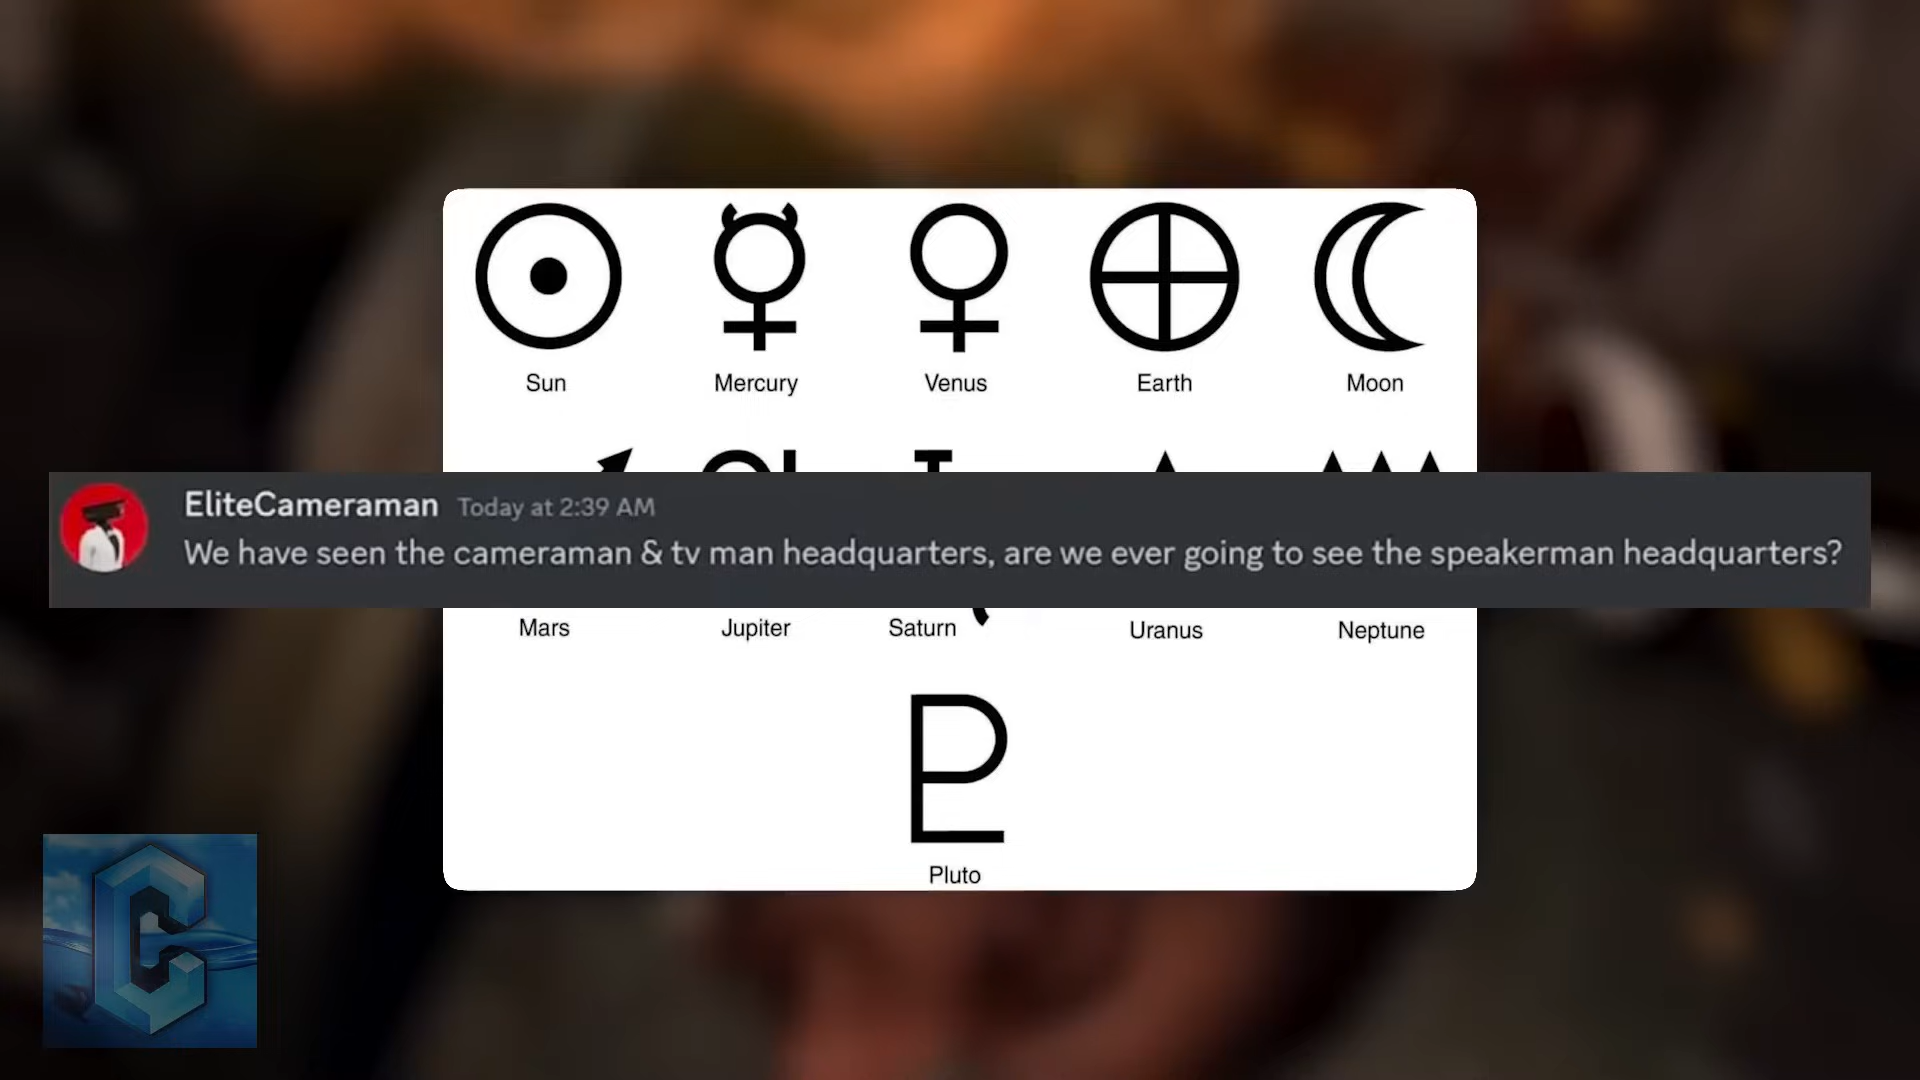 Sun Mercury Venus Earth Moon
EliteCameraman Today at 2:39 AM
We have seen the cameraman & tv man headquarters, are we ever going to see the speakerman headquarters?
Mars Jupiter Saturn Uranus Neptune
Pluto